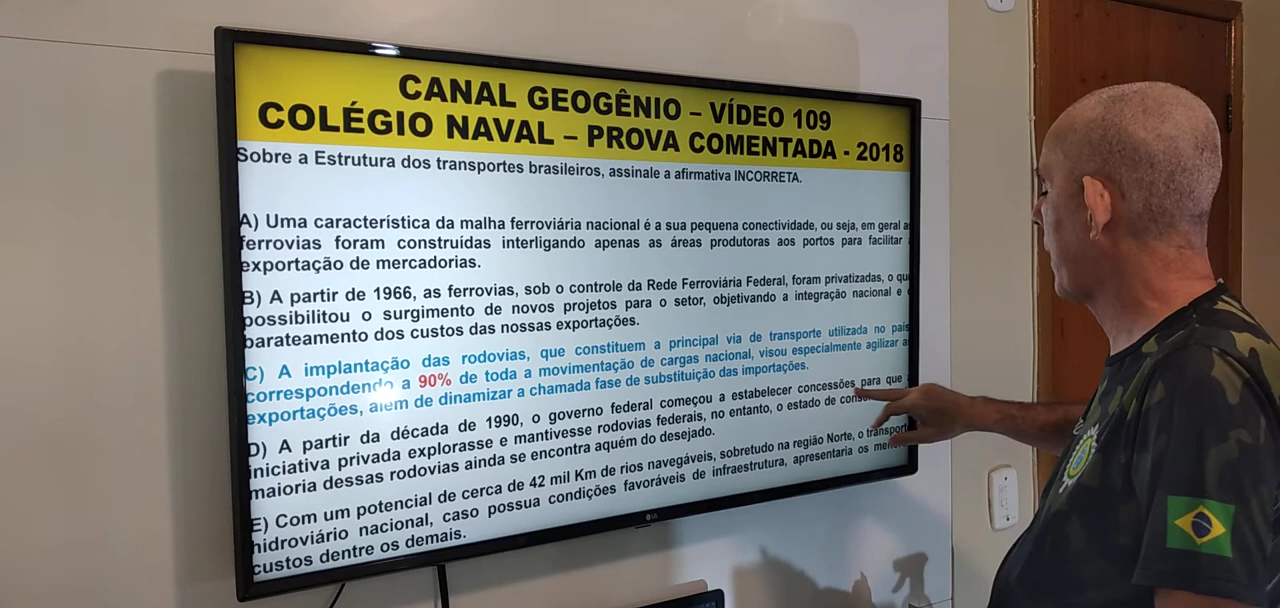 CANAL GEOGÊNIO – VÍDEO 109
COLÉGIO NAVAL – PROVA COMENTADA - 2018
Sobre a Estrutura dos transportes brasileiros, assinale a afirmativa INCORRETA.
A) Uma característica da malha ferroviária nacional é a sua pequena conectividade, ou seja, em geral
ferrovias foram construídas interligando apenas as áreas produtoras aos portos para facilitar
exportação de mercadorias.
B) A partir de 1966, as ferrovias, sob o controle da Rede Ferroviária Federal, foram privatizadas, o
possibilitou o surgimento de novos projetos para o setor, objetivando a integração nacional e
barateamento dos custos das nossas exportações.
C) A implantação das rodovias, que constituem a principal via de transporte utilizada no país
correspondendo a 90% de toda a movimentação de cargas nacional, visou especialmente agilizar
exportações, além de dinamizar a chamada fase de substituição das importações.
D) A partir da década de 1990, o governo federal começou a estabelecer concessões para que
iniciativa privada explorasse e mantivesse rodovias federais, no entanto, o estado de
maioria dessas rodovias ainda se encontra aquém do desejado.
E) Com um potencial de cerca de 42 mil Km de rios navegáveis, sobretudo na região Norte, o transporte
hidroviário nacional, caso possua condições favoráveis de infraestrutura, apresentaria os
custos dentre os demais.
LG